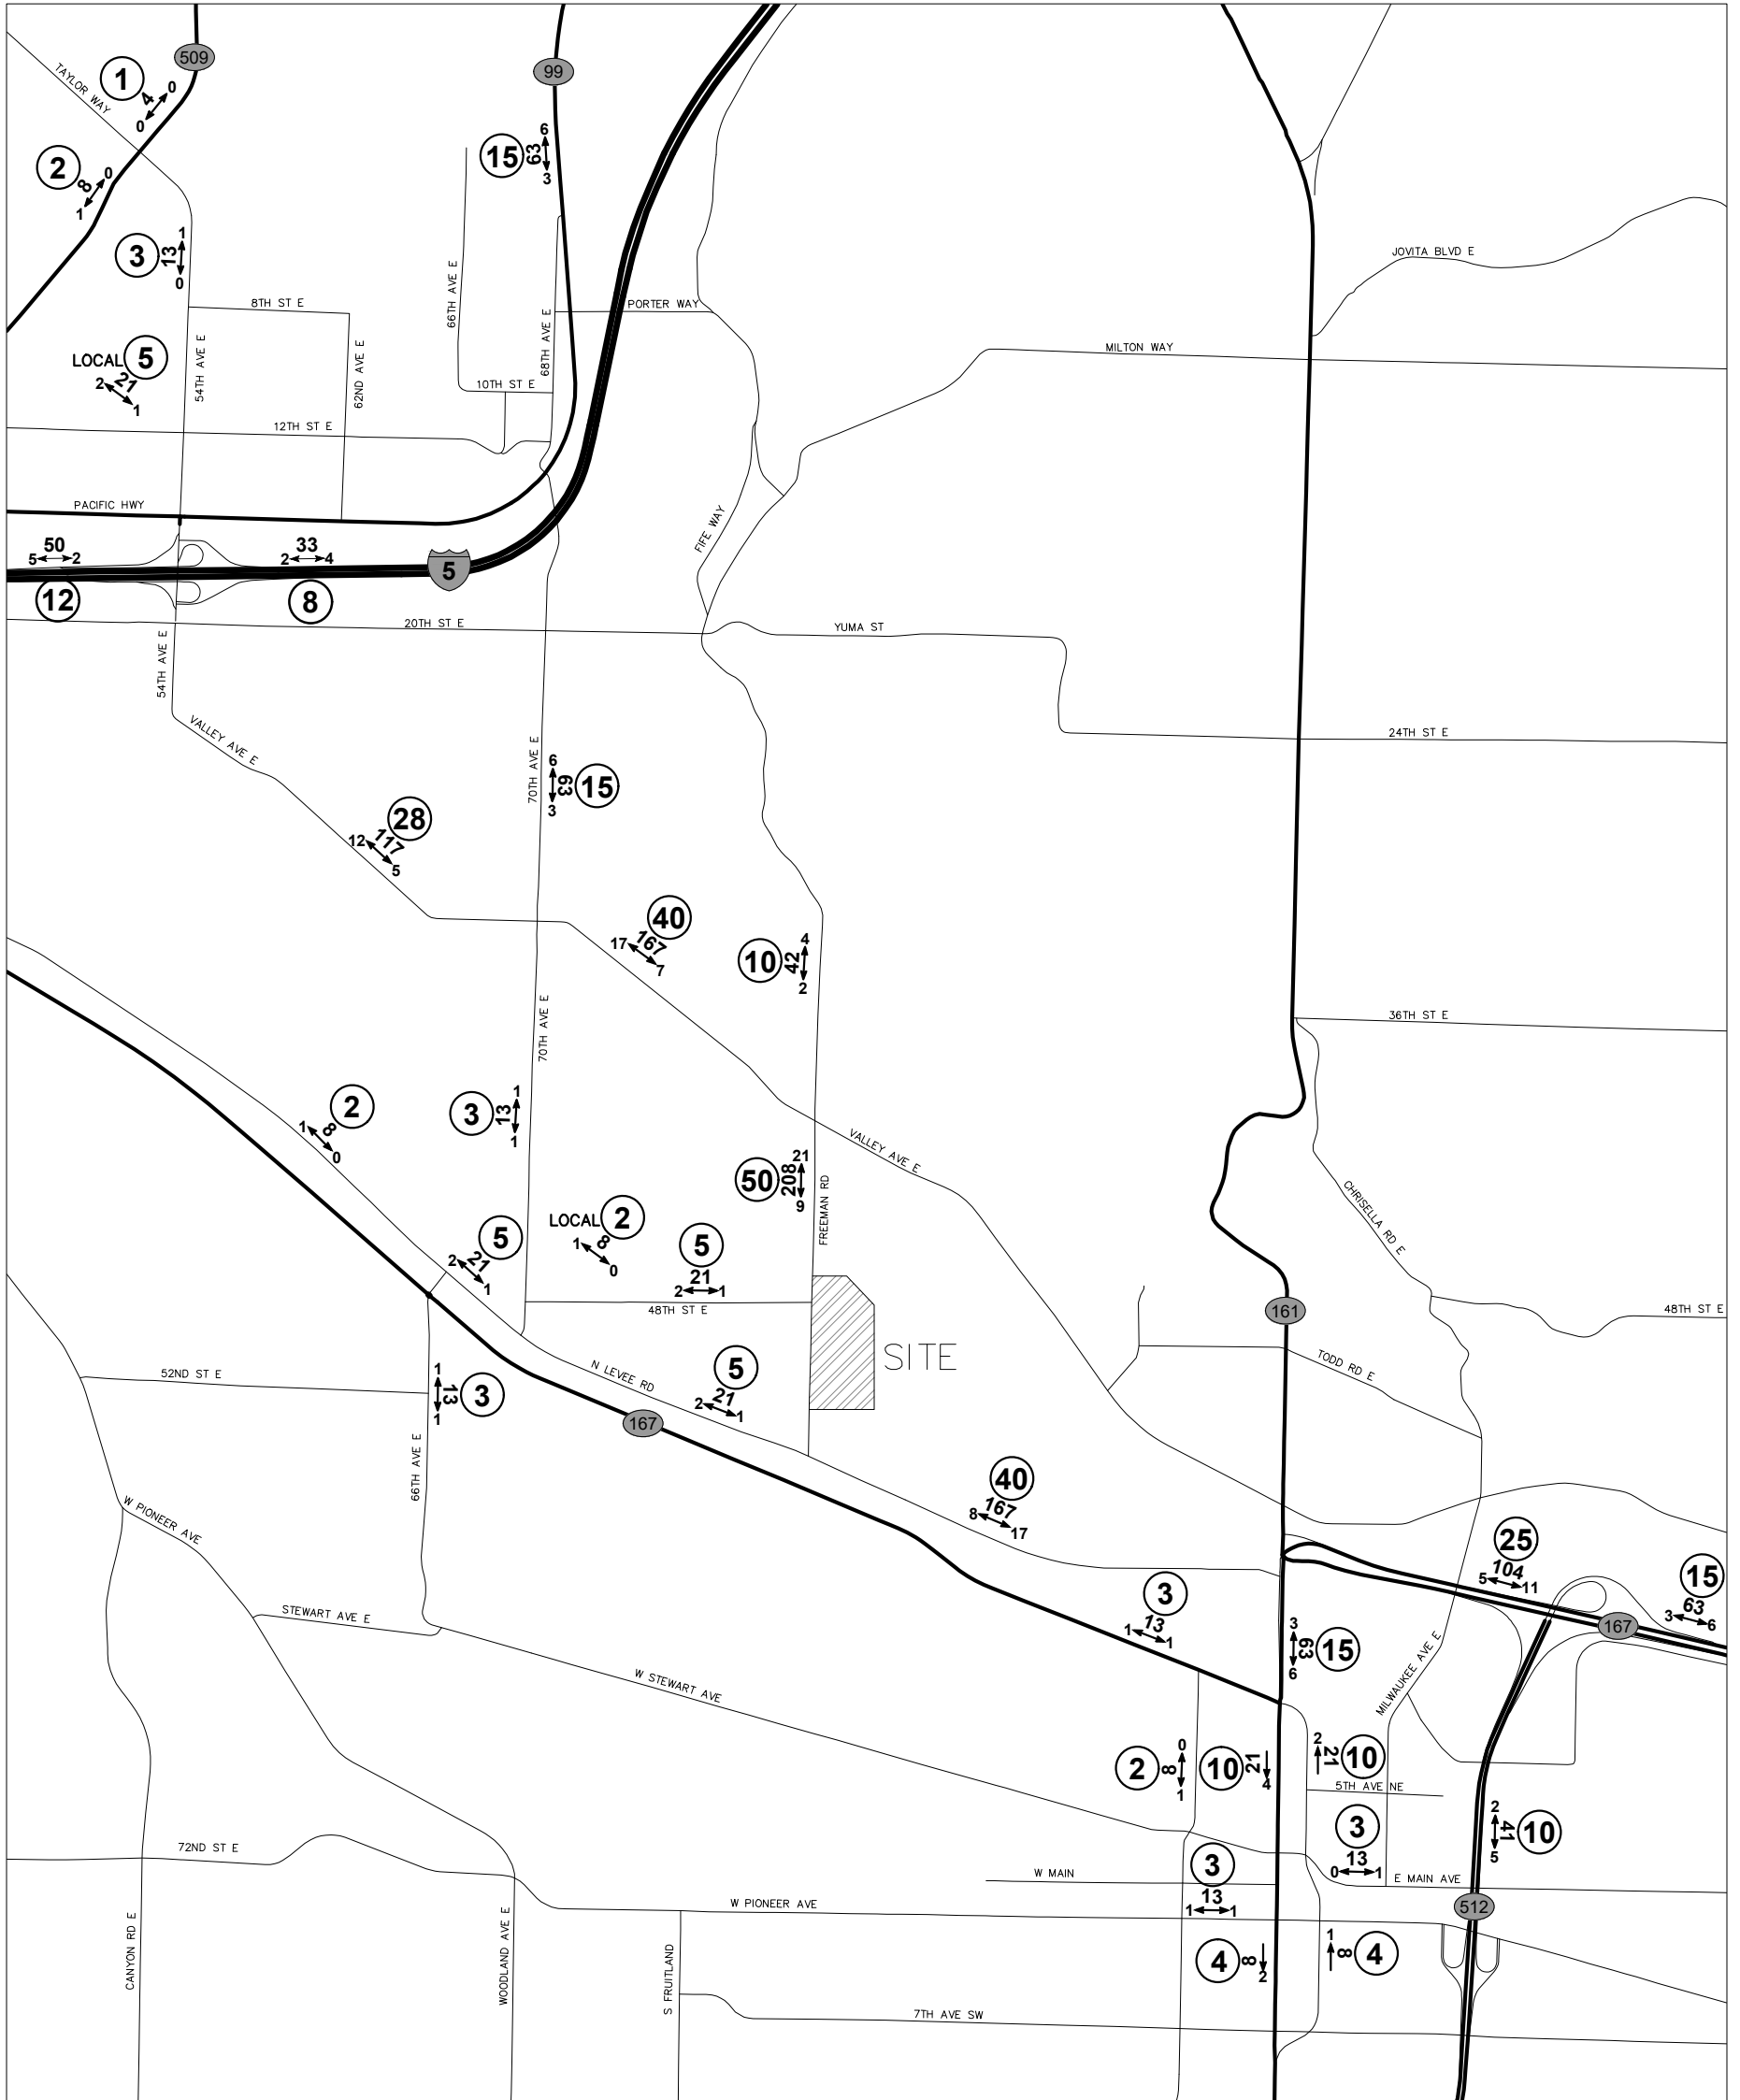 509
99
TAYLOR WAY
1
0
4
0
15
6
63
3
2
0
8
1
3
1
13
0
JOVITA BLVD E
66TH AVE E
8TH ST E
PORTER WAY
68TH AVE E
54TH AVE E
62ND AVE E
MILTON WAY
LOCAL 5
2
21
1
10TH ST E
12TH ST E
PACIFIC HWY
FIFE WAY
50
5
2
12
33
2
4
8
5
20TH ST E
YUMA ST
54TH AVE E
VALLEY AVE E
24TH ST E
70TH AVE E
6
63
3
15
28
12
117
5
40
17
167
7
10
4
42
2
70TH AVE E
36TH ST E
2
1
8
0
3
1
13
1
VALLEY AVE E
50
21
208
9
FREEMAN RD
CHRISELLA RD E
LOCAL 2
1
8
0
5
2
21
1
5
21
2
1
48TH ST E
161
48TH ST E
SITE
TODD RD E
52ND ST E
1
13
1
3
N LEVEE RD
5
2
21
1
167
66TH AVE E
40
8
167
17
W PIONEER AVE
25
5
104
11
15
3
63
6
167
3
1
13
1
3
63
6
15
STEWART AVE E
W STEWART AVE
MILWAUKEE AVE E
2
0
8
1
10
21
4
2
21
10
5TH AVE NE
3
13
0
1
2
41
5
10
72ND ST E
W MAIN
3
13
1
1
E MAIN AVE
W PIONEER AVE
512
CANYON RD E
WOODLAND AVE E
S FRUITLAND
4
8
2
1
8
4
7TH AVE SW